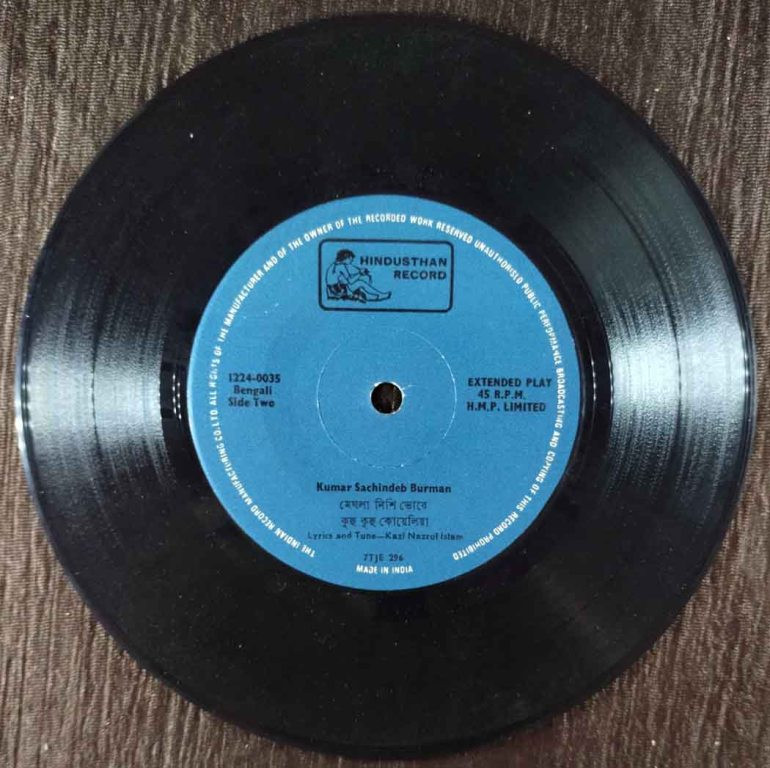 THE INDIAN RECORD MANUFACTURING CO. LTD. ALL RIGHTS OF THE MANUFACTURER AND OF THE OWNER OF THE RECORDED WORK RESERVED UNAUTHORISED PUBLIC PERFORMANCE BROADCASTING AND COPYING OF THIS RECORD PROHIBITED
HINDUSTHAN
RECORD
1224-0035
Bengali
Side Two
EXTENDED PLAY
45 R.P.M.
H.M.P. LIMITED
Kumar Sachindeb Burman
মেঘলা নিশি ভোরে
কুহু কুহু কোয়েলিয়া
Lyrics and Tune—Kazi Nazrul Islam
7TJE 296
MADE IN INDIA